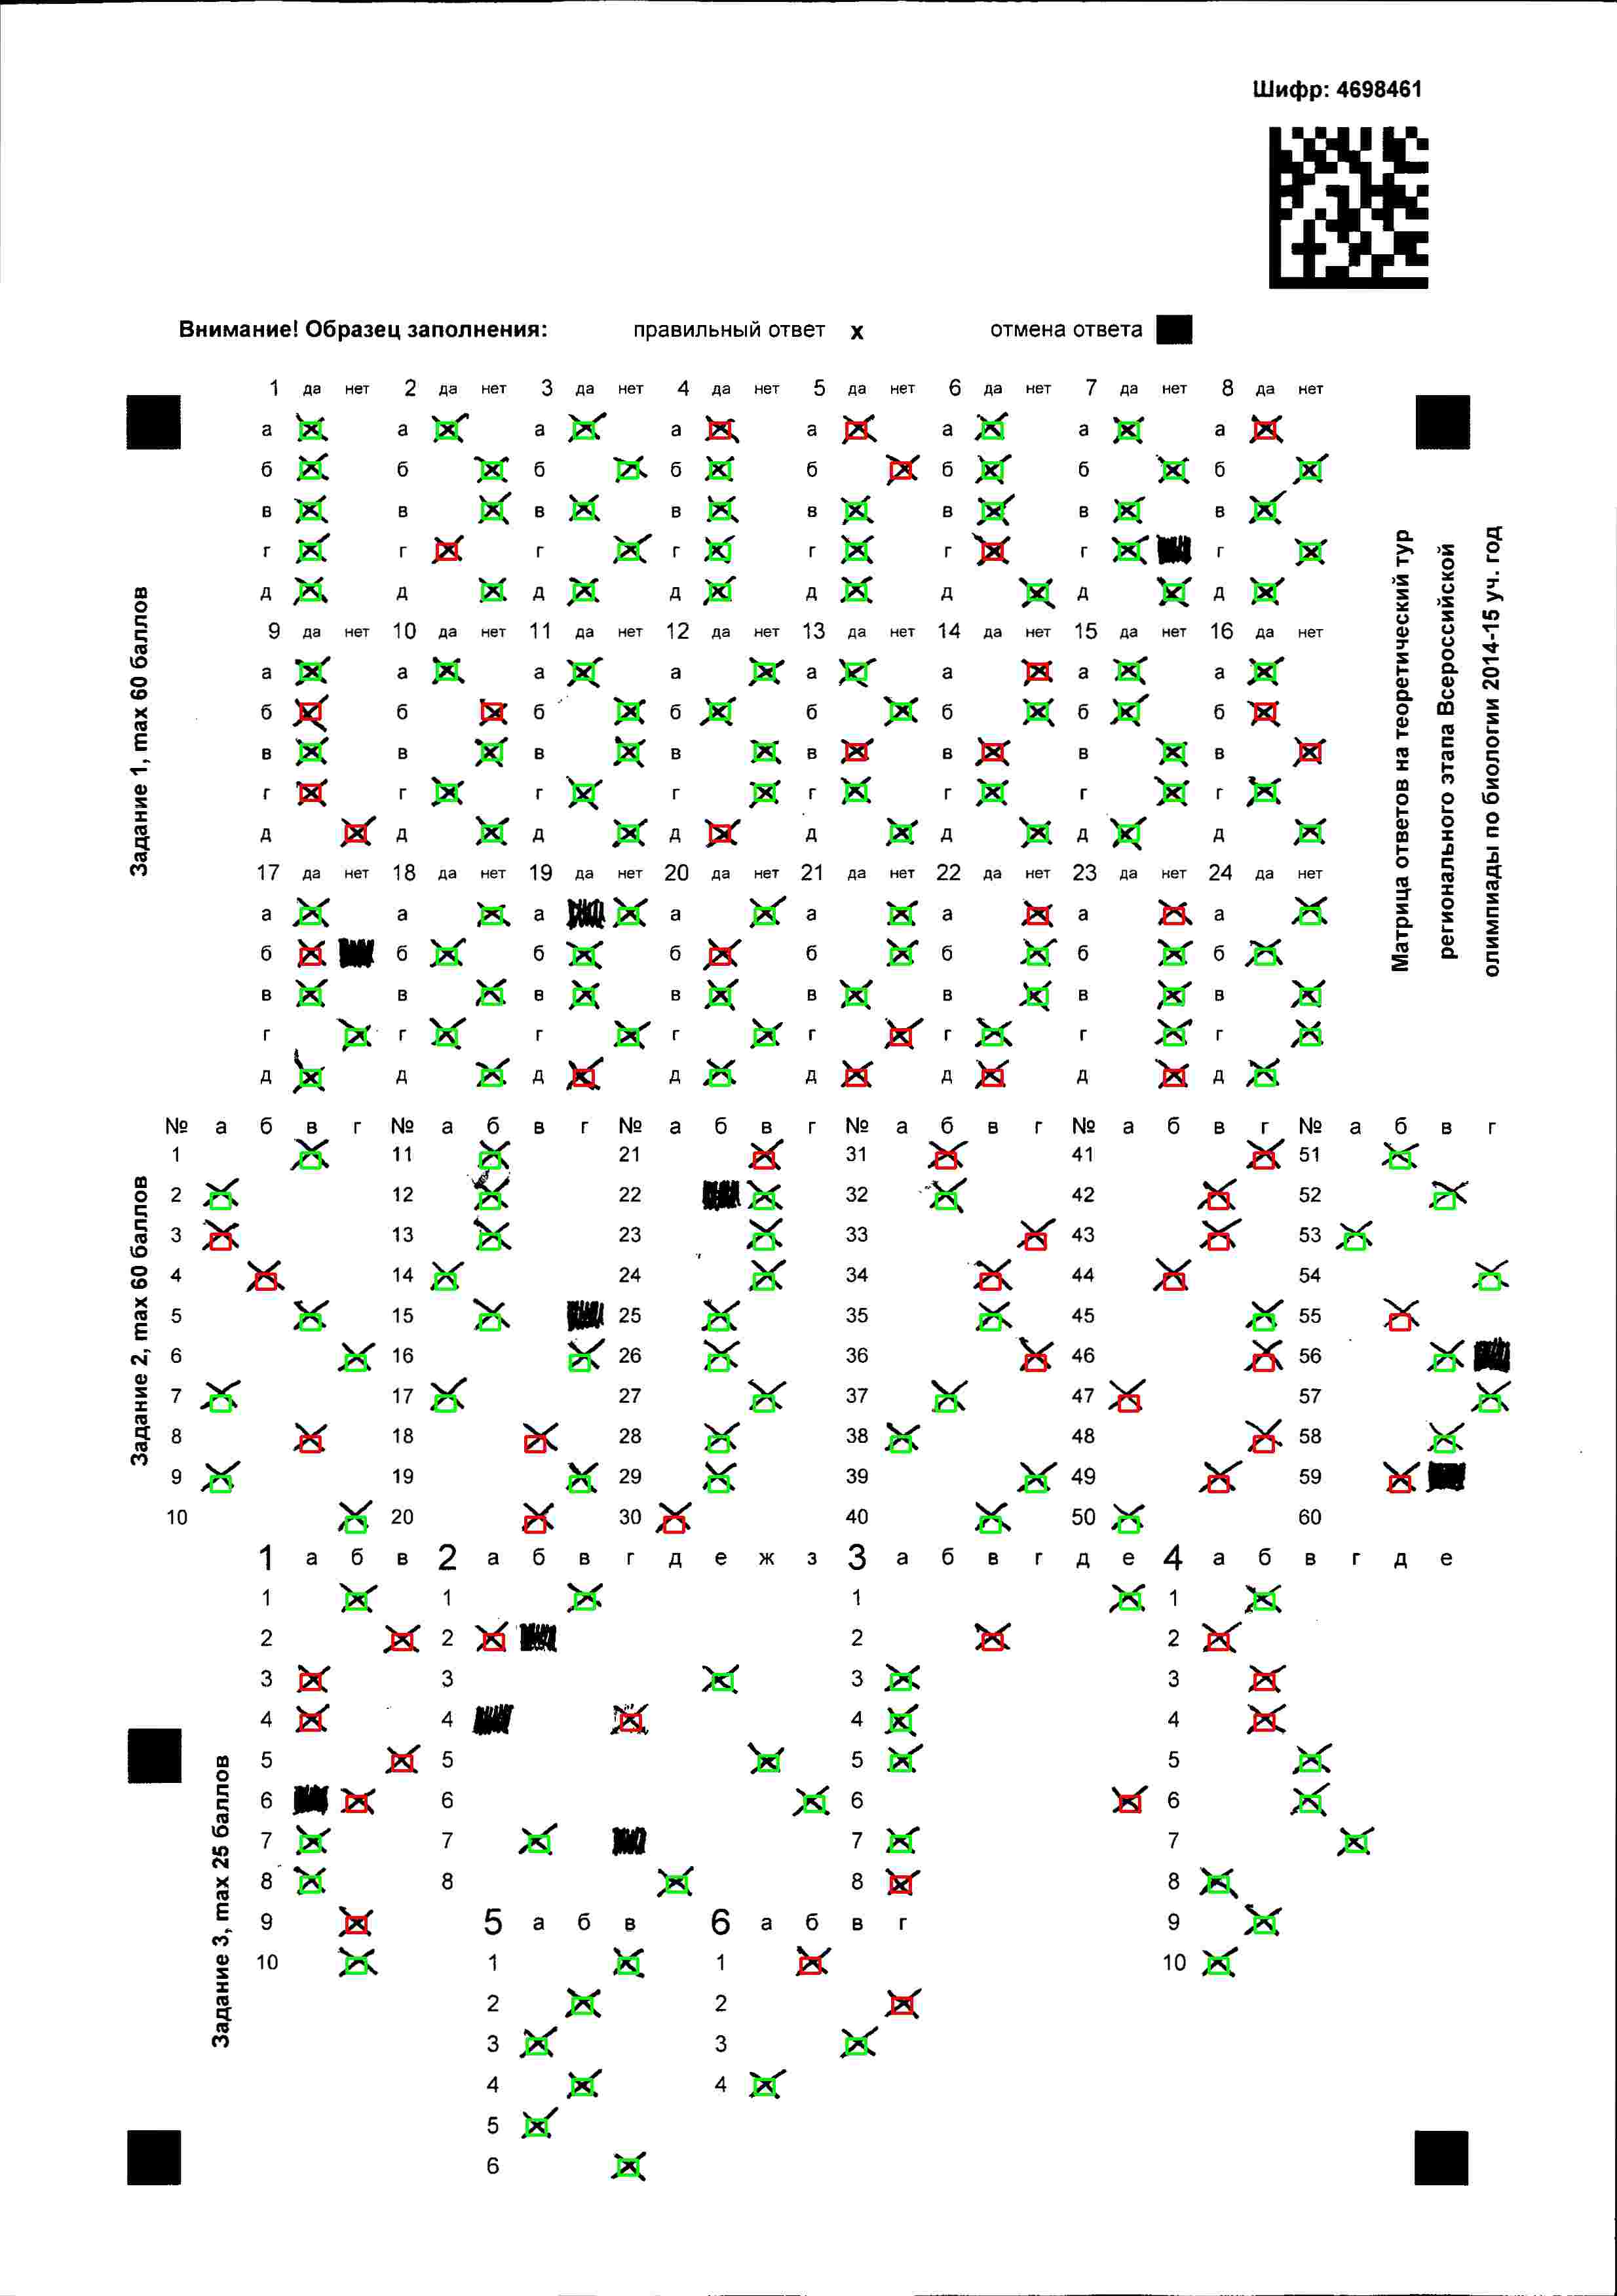 Шифр: 4698461
Внимание! Образец заполнения: правильный ответ x отмена ответа
1 да нет 2 да нет 3 да нет 4 да нет 5 да нет 6 да нет 7 да нет 8 да нет
а а а а а а а а
б б б б б б б б
в в в в в в в в
г г г г г г г г
д д д д д д д д
9 да нет 10 да нет 11 да нет 12 да нет 13 да нет 14 да нет 15 да нет 16 да нет
а а а а а а а а
б б б б б б б б
в в в в в в в в
г г г г г г г г
д д д д д д д д
17 да нет 18 да нет 19 да нет 20 да нет 21 да нет 22 да нет 23 да нет 24 да нет
а а а а а а а а
б б б б б б б б
в в в в в в в в
г г г г г г г г
д д д д д д д д
Задание 1, max 60 баллов
Матрица ответов на теоретический тур
регионального этапа Всероссийской
олимпиады по биологии 2014-15 уч. год
№ а б в г № а б в г № а б в г № а б в г № а б в г № а б в г
1 11 21 31 41 51
2 12 22 32 42 52
3 13 23 33 43 53
4 14 24 34 44 54
5 15 25 35 45 55
6 16 26 36 46 56
7 17 27 37 47 57
8 18 28 38 48 58
9 19 29 39 49 59
10 20 30 40 50 60
Задание 2, max 60 баллов
1 а б в 2 а б в г д е ж з 3 а б в г д е 4 а б в г д е
1 1 1 1
2 2 2 2
3 3 3 3
4 4 4 4
5 5 5 5
6 6 6 6
7 7 7 7
8 8 8 8
9 5 а б в 6 а б в г 9
10 1 1 10
2 2
3 3
4 4
5
6
Задание 3, max 25 баллов